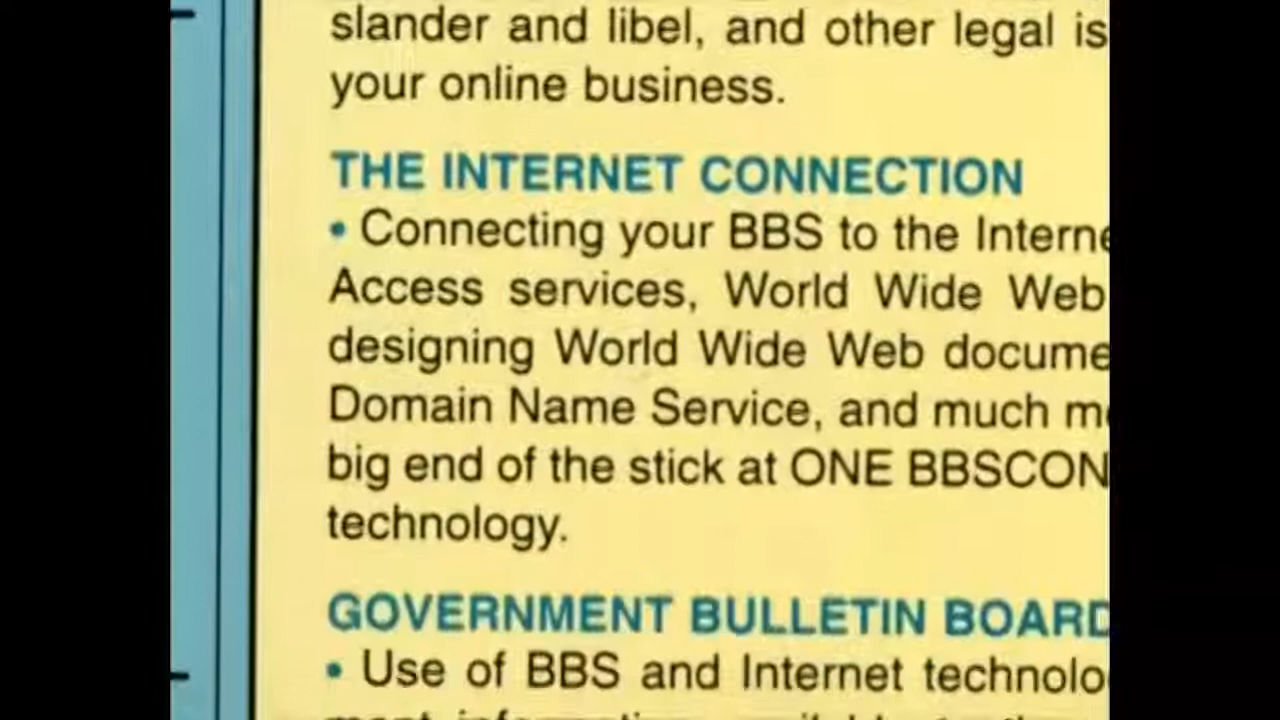 slander and libel, and other legal is
your online business.
THE INTERNET CONNECTION
• Connecting your BBS to the Interne
Access services, World Wide Web
designing World Wide Web docume
Domain Name Service, and much m
big end of the stick at ONE BBSCON
technology.
GOVERNMENT BULLETIN BOARD
• Use of BBS and Internet technolo
ment information